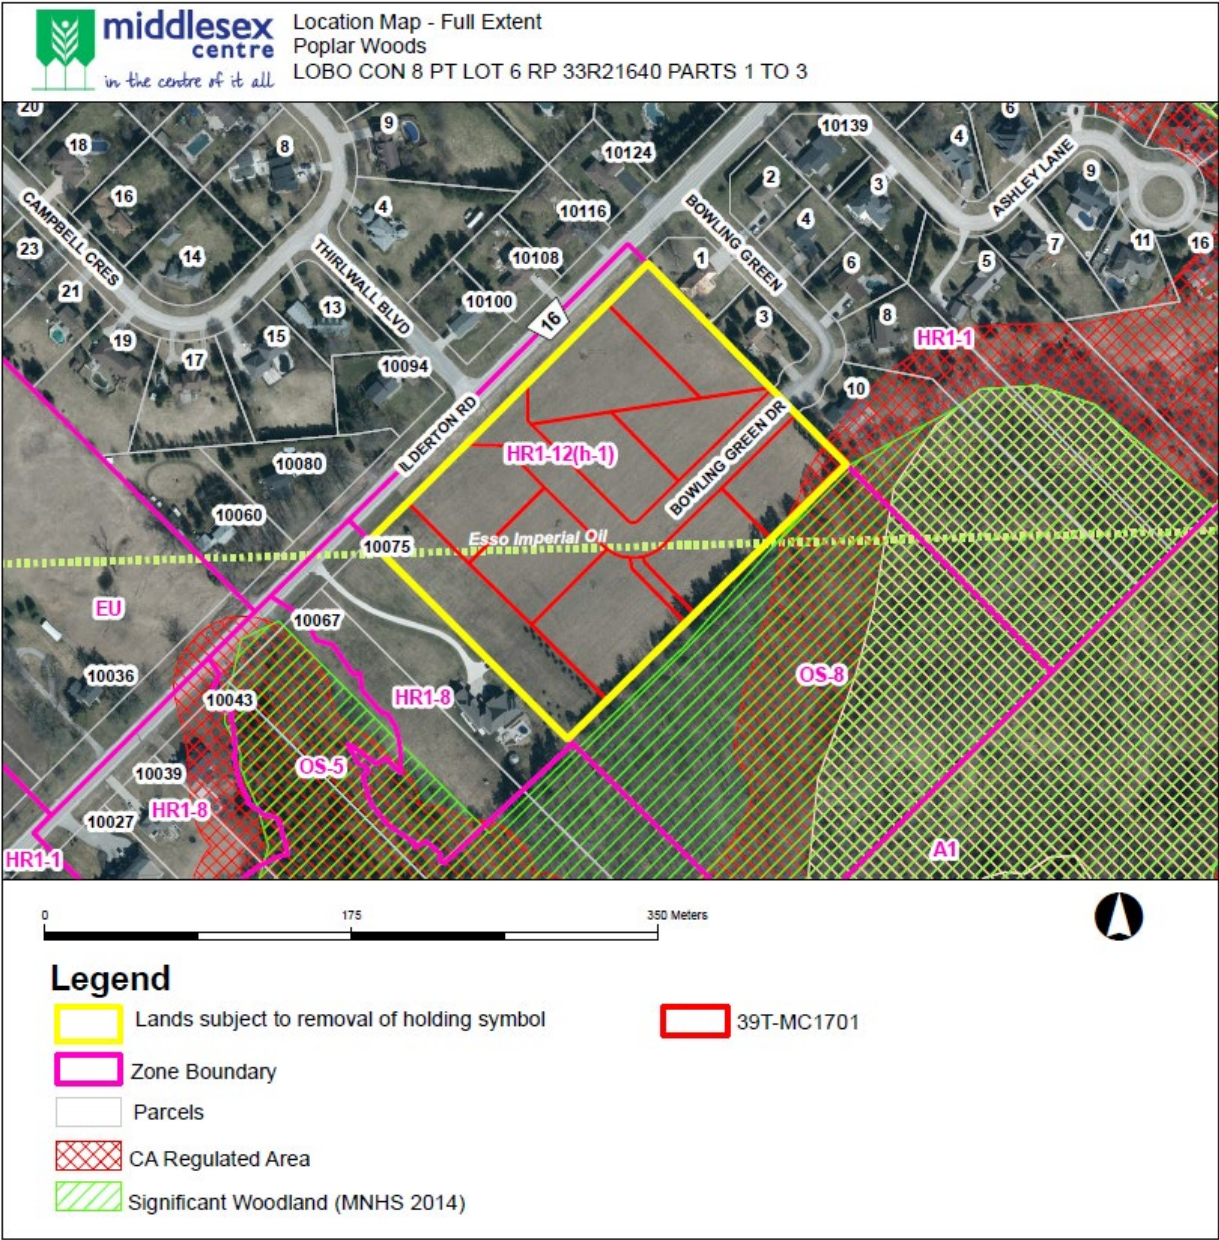 middlesex
centre
in the centre of it all
Location Map - Full Extent
Poplar Woods
LOBO CON 8 PT LOT 6 RP 33R21640 PARTS 1 TO 3
20
18
8
9
10124
10139
4
6
16
4
2
3
9
ASHLEY LANE
CAMPBELL CRES
10116
BOWLING GREEN
4
7
11
16
23
14
THIRLWALL BLVD
10108
1
6
5
21
13
10100
16
3
8
19
15
HR1-1
17
10094
10
ILDERTON RD
HR1-12(h-1)
BOWLING GREEN DR
10080
10060
10075
Esso Imperial Oil
EU
10067
10036
HR1-8
OS-8
10043
10039
OS-5
HR1-8
10027
HR1-1
A1
0
175
350 Meters
Legend
Lands subject to removal of holding symbol
39T-MC1701
Zone Boundary
Parcels
CA Regulated Area
Significant Woodland (MNHS 2014)